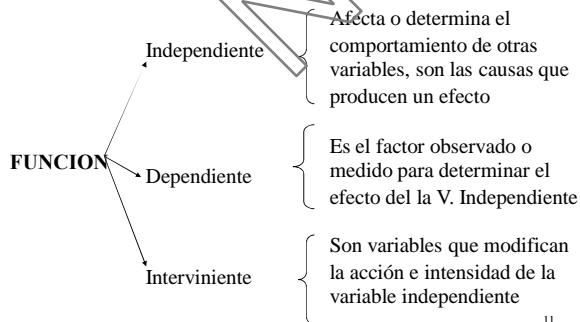 Afecta o determina el
comportamiento de otras
variables, son las causas que
producen un efecto
Independiente
FUNCION
Dependiente
Es el factor observado o
medido para determinar el
efecto del la V. Independiente
Interviniente
Son variables que modifican
la acción e intensidad de la
variable independiente
11